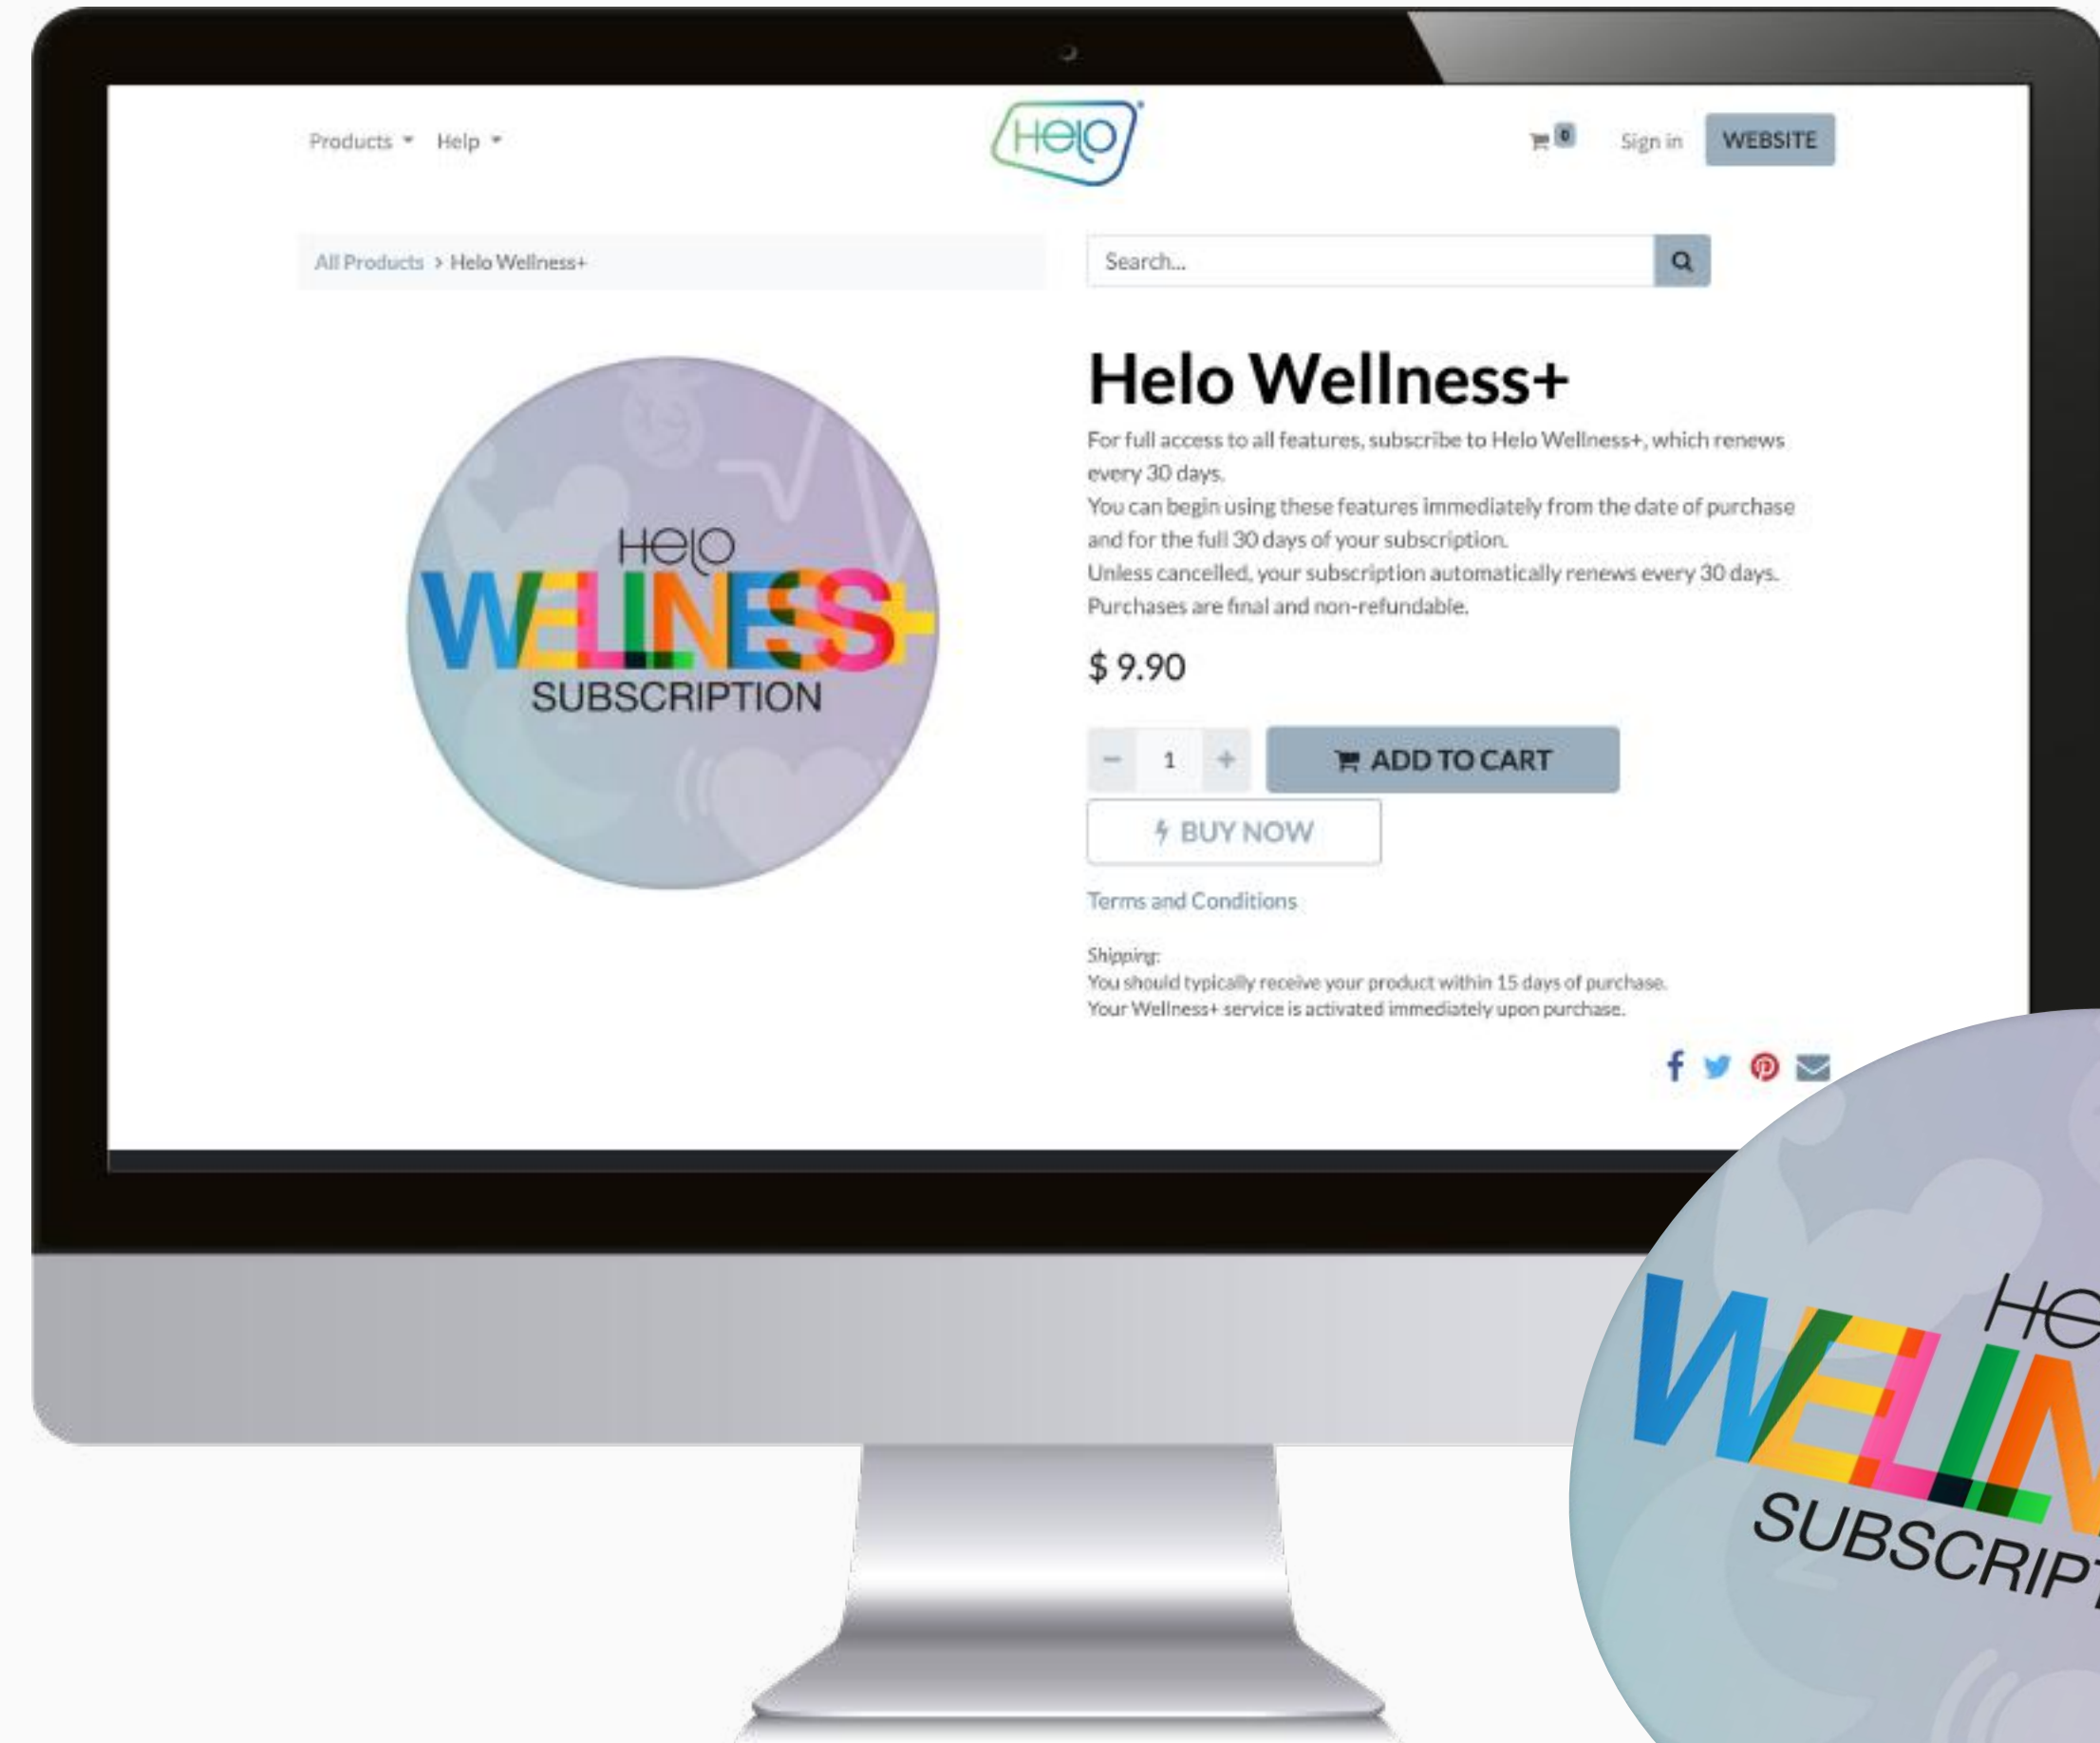 Products
Help
Helo
0
Sign in
WEBSITE
All Products > Helo Wellness+
Search...
Helo
WELLNESS+
SUBSCRIPTION
Helo Wellness+
For full access to all features, subscribe to Helo Wellness+, which renews
every 30 days.
You can begin using these features immediately from the date of purchase
and for the full 30 days of your subscription.
Unless cancelled, your subscription automatically renews every 30 days.
Purchases are final and non-refundable.
$ 9.90
- 1 +
ADD TO CART
BUY NOW
Terms and Conditions
Shipping:
You should typically receive your product within 15 days of purchase.
Your Wellness+ service is activated immediately upon purchase.
He
WELLN
SUBSCRIPT